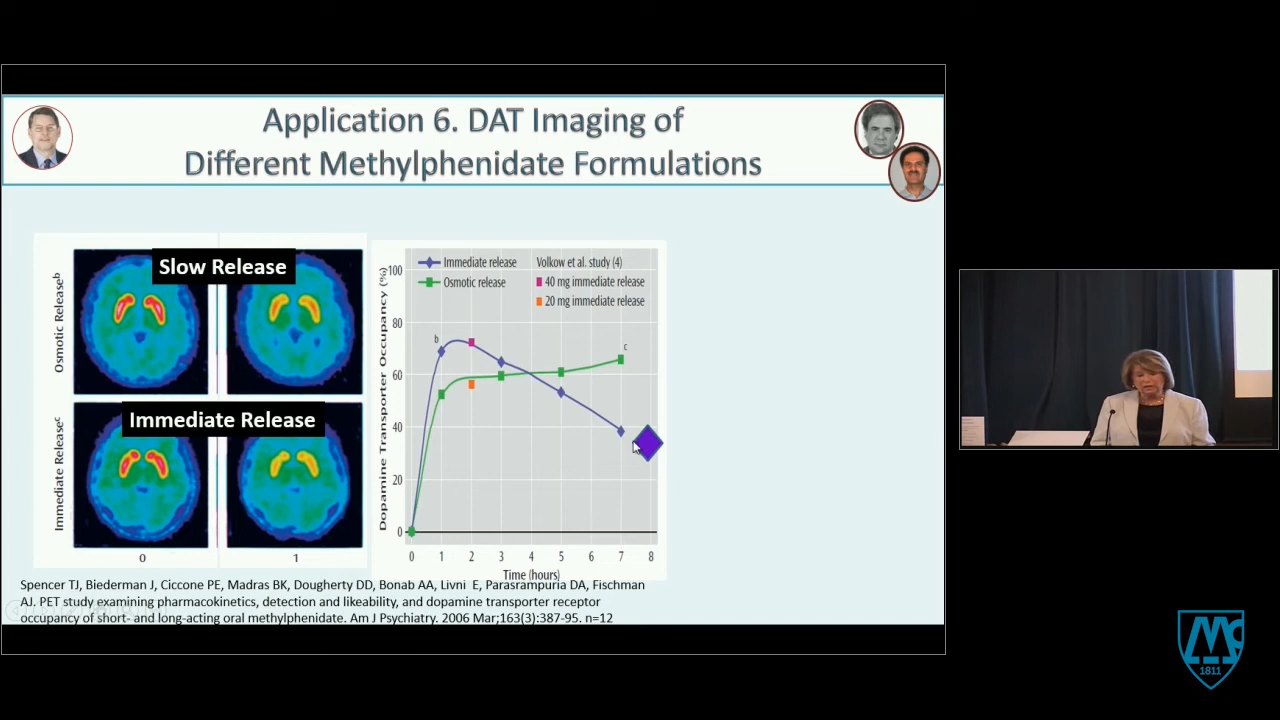 Application 6. DAT Imaging of
Different Methylphenidate Formulations
Osmotic Releaseᵇ
Slow Release
Immediate Releaseᶜ
Immediate Release
0
1
Dopamine Transporter Occupancy (%)
Immediate release
Osmotic release
Volkow et al. study (4)
40 mg immediate release
20 mg immediate release
100
80
60
40
20
0
b
c
0 1 2 3 4 5 6 7 8
Time (hours)
Spencer TJ, Biederman J, Ciccone PE, Madras BK, Dougherty DD, Bonab AA, Livni E, Parasrampuria DA, Fischman
AJ. PET study examining pharmacokinetics, detection and likeability, and dopamine transporter receptor
occupancy of short- and long-acting oral methylphenidate. Am J Psychiatry. 2006 Mar;163(3):387-95. n=12
Mc
1811